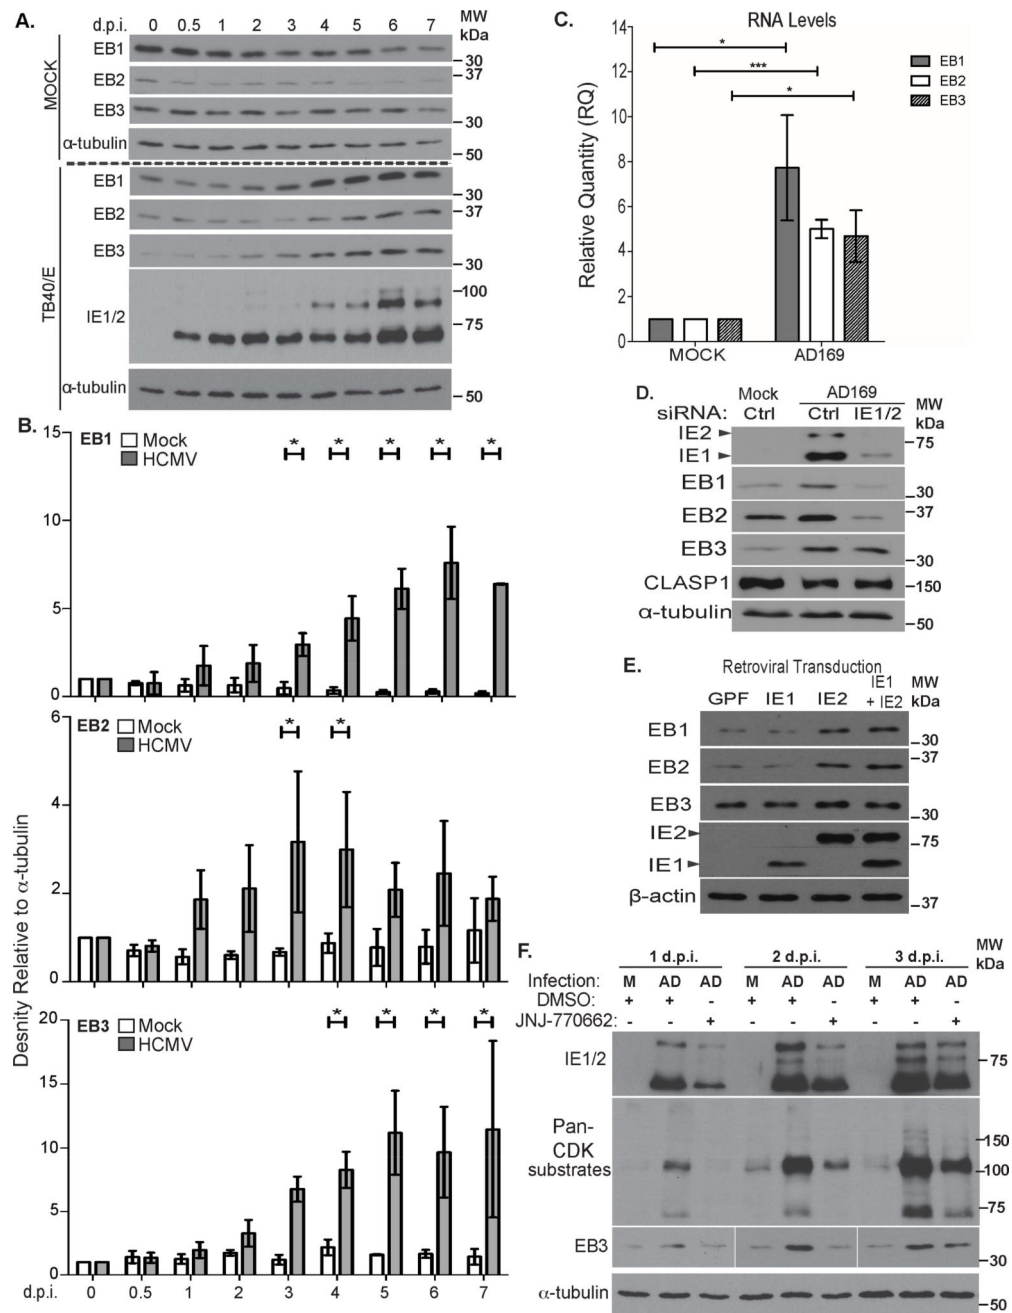 A.
d.p.i. 0 0.5 1 2 3 4 5 6 7 MW kDa
MOCK
EB1 30
EB2 37
EB3 30
α-tubulin 50
TB40/E
EB1 30
EB2 37
EB3 30
IE1/2 100 75
α-tubulin 50
B.
EB1 Mock
HCMV
15
10
5
0
* * * * *
EB2 Mock
HCMV
6
4
2
0
* *
EB3 Mock
HCMV
20
15
10
5
0
* * * *
Desnity Relative to α-tubulin
d.p.i. 0 0.5 1 2 3 4 5 6 7
C.
RNA Levels
Relative Quantity (RQ)
14
12
10
8
6
4
2
0
*
***
*
EB1
EB2
EB3
MOCK AD169
D.
Mock AD169
siRNA: Ctrl Ctrl IE1/2 MW kDa
IE2 75
IE1
EB1 30
EB2 37
EB3 30
CLASP1 150
α-tubulin 50
E.
Retroviral Transduction
GPF IE1 IE2 IE1 + IE2 MW kDa
EB1 30
EB2 37
EB3 30
IE2 75
IE1
β-actin 37
F.
1 d.p.i. 2 d.p.i. 3 d.p.i. MW kDa
Infection: M AD AD M AD AD M AD AD
DMSO: + + - + + - + + -
JNJ-770662: - - + - - + - - +
IE1/2 75
Pan-CDK substrates 150 100 75
EB3 30
α-tubulin 50